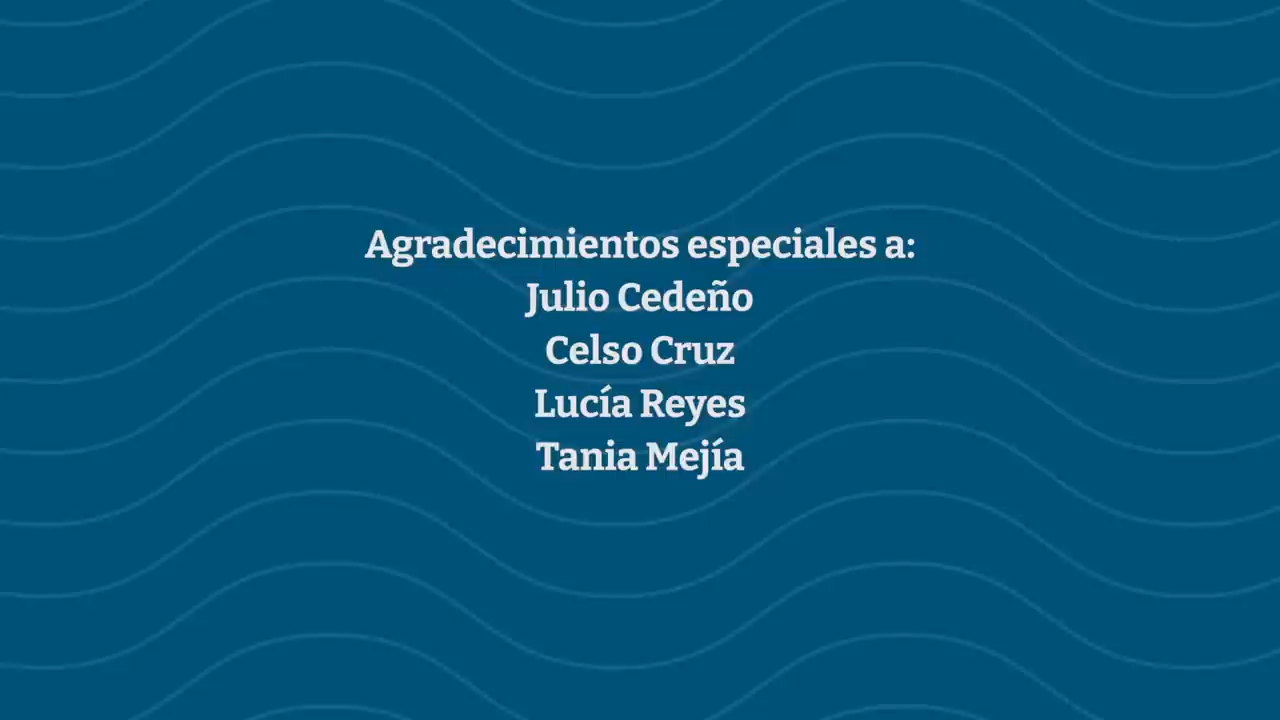 Agradecimientos especiales a:
Julio Cedeño
Celso Cruz
Lucía Reyes
Tania Mejía